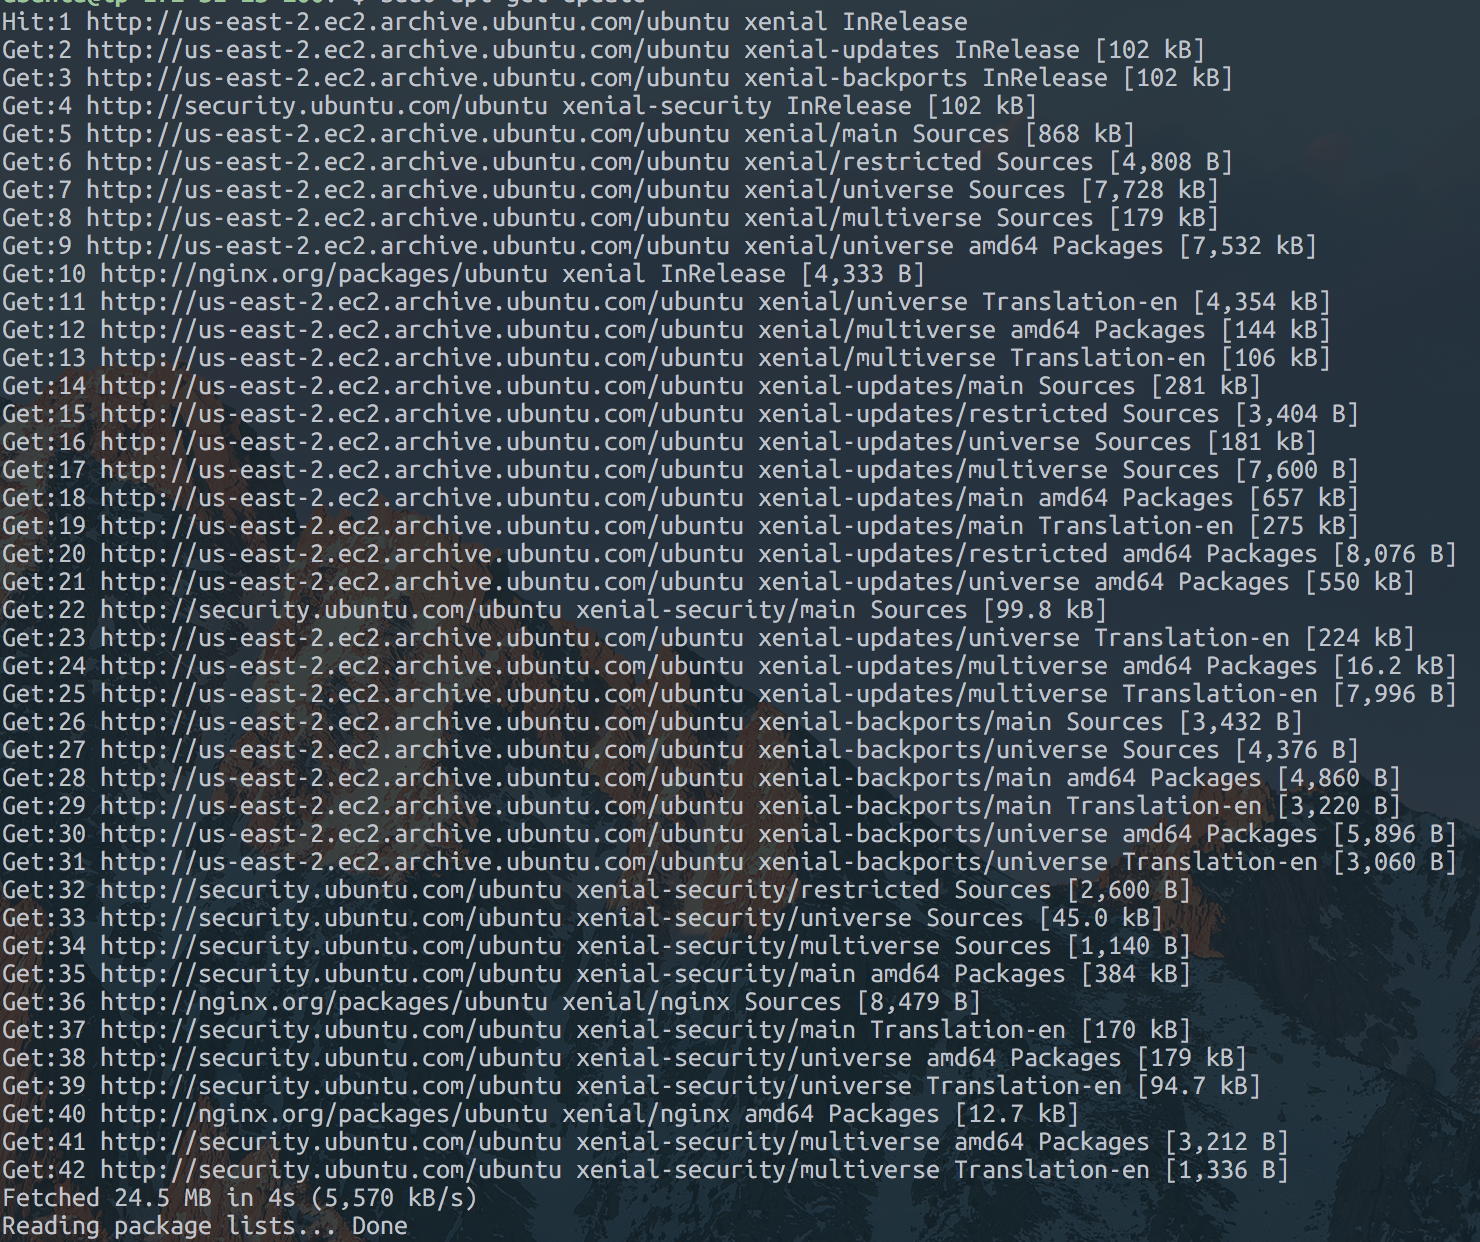 Hit:1 http://us-east-2.ec2.archive.ubuntu.com/ubuntu xenial InRelease
Get:2 http://us-east-2.ec2.archive.ubuntu.com/ubuntu xenial-updates InRelease [102 kB]
Get:3 http://us-east-2.ec2.archive.ubuntu.com/ubuntu xenial-backports InRelease [102 kB]
Get:4 http://security.ubuntu.com/ubuntu xenial-security InRelease [102 kB]
Get:5 http://us-east-2.ec2.archive.ubuntu.com/ubuntu xenial/main Sources [868 kB]
Get:6 http://us-east-2.ec2.archive.ubuntu.com/ubuntu xenial/restricted Sources [4,808 B]
Get:7 http://us-east-2.ec2.archive.ubuntu.com/ubuntu xenial/universe Sources [7,728 kB]
Get:8 http://us-east-2.ec2.archive.ubuntu.com/ubuntu xenial/multiverse Sources [179 kB]
Get:9 http://us-east-2.ec2.archive.ubuntu.com/ubuntu xenial/universe amd64 Packages [7,532 kB]
Get:10 http://nginx.org/packages/ubuntu xenial InRelease [4,333 B]
Get:11 http://us-east-2.ec2.archive.ubuntu.com/ubuntu xenial/universe Translation-en [4,354 kB]
Get:12 http://us-east-2.ec2.archive.ubuntu.com/ubuntu xenial/multiverse amd64 Packages [144 kB]
Get:13 http://us-east-2.ec2.archive.ubuntu.com/ubuntu xenial/multiverse Translation-en [106 kB]
Get:14 http://us-east-2.ec2.archive.ubuntu.com/ubuntu xenial-updates/main Sources [281 kB]
Get:15 http://us-east-2.ec2.archive.ubuntu.com/ubuntu xenial-updates/restricted Sources [3,404 B]
Get:16 http://us-east-2.ec2.archive.ubuntu.com/ubuntu xenial-updates/universe Sources [181 kB]
Get:17 http://us-east-2.ec2.archive.ubuntu.com/ubuntu xenial-updates/multiverse Sources [7,600 B]
Get:18 http://us-east-2.ec2.archive.ubuntu.com/ubuntu xenial-updates/main amd64 Packages [657 kB]
Get:19 http://us-east-2.ec2.archive.ubuntu.com/ubuntu xenial-updates/main Translation-en [275 kB]
Get:20 http://us-east-2.ec2.archive.ubuntu.com/ubuntu xenial-updates/restricted amd64 Packages [8,076 B]
Get:21 http://us-east-2.ec2.archive.ubuntu.com/ubuntu xenial-updates/universe amd64 Packages [550 kB]
Get:22 http://security.ubuntu.com/ubuntu xenial-security/main Sources [99.8 kB]
Get:23 http://us-east-2.ec2.archive.ubuntu.com/ubuntu xenial-updates/universe Translation-en [224 kB]
Get:24 http://us-east-2.ec2.archive.ubuntu.com/ubuntu xenial-updates/multiverse amd64 Packages [16.2 kB]
Get:25 http://us-east-2.ec2.archive.ubuntu.com/ubuntu xenial-updates/multiverse Translation-en [7,996 B]
Get:26 http://us-east-2.ec2.archive.ubuntu.com/ubuntu xenial-backports/main Sources [3,432 B]
Get:27 http://us-east-2.ec2.archive.ubuntu.com/ubuntu xenial-backports/universe Sources [4,376 B]
Get:28 http://us-east-2.ec2.archive.ubuntu.com/ubuntu xenial-backports/main amd64 Packages [4,860 B]
Get:29 http://us-east-2.ec2.archive.ubuntu.com/ubuntu xenial-backports/main Translation-en [3,220 B]
Get:30 http://us-east-2.ec2.archive.ubuntu.com/ubuntu xenial-backports/universe amd64 Packages [5,896 B]
Get:31 http://us-east-2.ec2.archive.ubuntu.com/ubuntu xenial-backports/universe Translation-en [3,060 B]
Get:32 http://security.ubuntu.com/ubuntu xenial-security/restricted Sources [2,600 B]
Get:33 http://security.ubuntu.com/ubuntu xenial-security/universe Sources [45.0 kB]
Get:34 http://security.ubuntu.com/ubuntu xenial-security/multiverse Sources [1,140 B]
Get:35 http://security.ubuntu.com/ubuntu xenial-security/main amd64 Packages [384 kB]
Get:36 http://nginx.org/packages/ubuntu xenial/nginx Sources [8,479 B]
Get:37 http://security.ubuntu.com/ubuntu xenial-security/main Translation-en [170 kB]
Get:38 http://security.ubuntu.com/ubuntu xenial-security/universe amd64 Packages [179 kB]
Get:39 http://security.ubuntu.com/ubuntu xenial-security/universe Translation-en [94.7 kB]
Get:40 http://nginx.org/packages/ubuntu xenial/nginx amd64 Packages [12.7 kB]
Get:41 http://security.ubuntu.com/ubuntu xenial-security/multiverse amd64 Packages [3,212 B]
Get:42 http://security.ubuntu.com/ubuntu xenial-security/multiverse Translation-en [1,336 B]
Fetched 24.5 MB in 4s (5,570 kB/s)
Reading package lists... Done